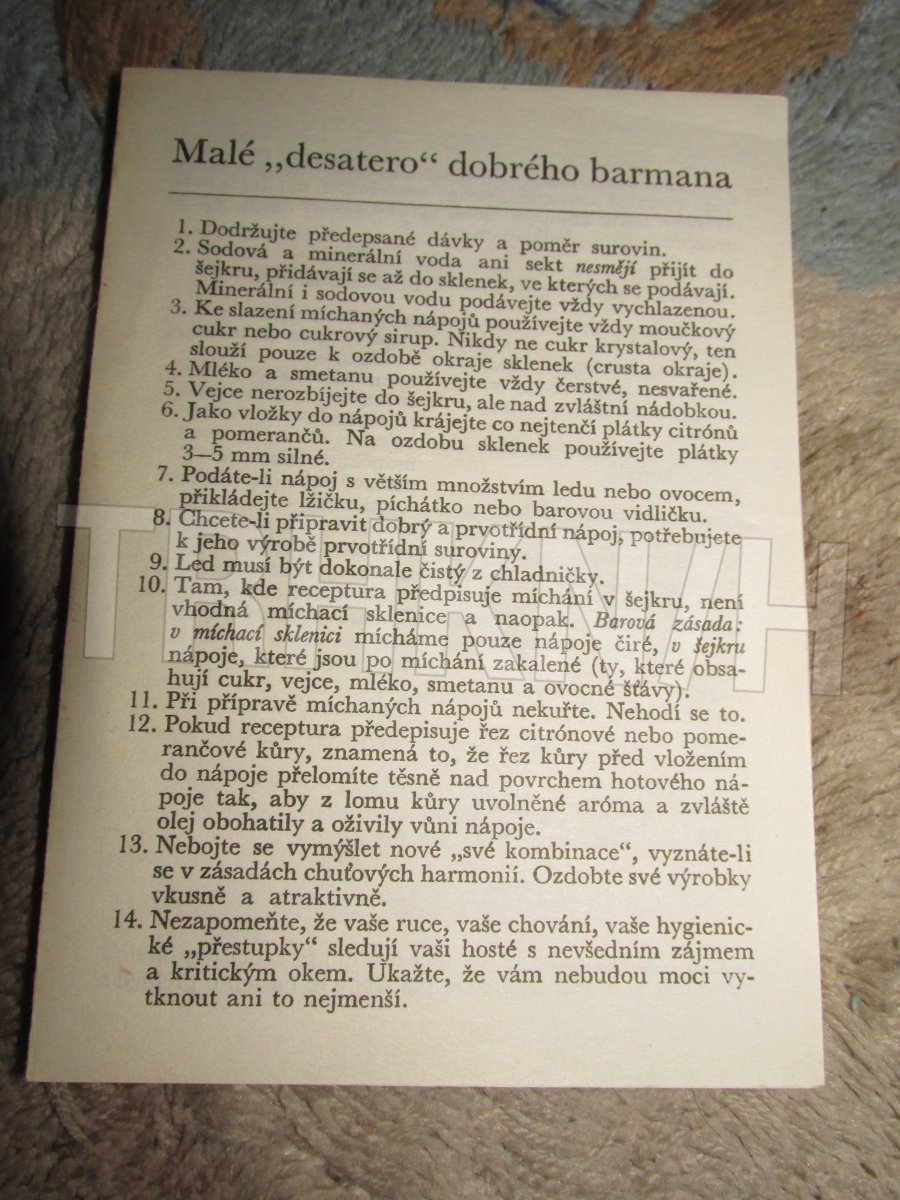 Malé „desatero“ dobrého barmana
1. Dodržujte předepsané dávky a poměr surovin.
2. Sodová a minerální voda ani sekt nesmějí přijít do
šejkru, přidávají se až do sklenek, ve kterých se podávají.
Minerální i sodovou vodu podávejte vždy vychlazenou.
3. Ke slazení míchaných nápojů používejte vždy moučkový
cukr nebo cukrový sirup. Nikdy ne cukr krystalový, ten
slouží pouze k ozdobě okraje sklenek (crusta okraje).
4. Mléko a smetanu používejte vždy čerstvé, nesvařené.
5. Vejce nerozbíjejte do šejkru, ale nad zvláštní nádobkou.
6. Jako vložky do nápojů krájejte co nejtenčí plátky citrónů
a pomerančů. Na ozdobu sklenek používejte plátky
3—5 mm silné.
7. Podáte-li nápoj s větším množstvím ledu nebo ovocem,
přikládejte lžičku, píchátko nebo barovou vidličku.
8. Chcete-li připravit dobrý a prvotřídní nápoj, potřebujete
k jeho výrobě prvotřídní suroviny.
9. Led musí být dokonale čistý z chladničky.
10. Tam, kde receptura předpisuje míchání v šejkru, není
vhodná míchací sklenice a naopak. Barová zásada:
v míchací sklenici mícháme pouze nápoje čiré, v šejkru
nápoje, které jsou po míchání zakalené (ty, které obsa-
hují cukr, vejce, mléko, smetanu a ovocné šťávy).
11. Při přípravě míchaných nápojů nekuřte. Nehodí se to.
12. Pokud receptura předepisuje řez citrónové nebo pome-
rančové kůry, znamená to, že řez kůry před vložením
do nápoje přelomíte těsně nad povrchem hotového ná-
poje tak, aby z lomu kůry uvolněné aróma a zvláště
olej obohatily a oživily vůni nápoje.
13. Nebojte se vymýšlet nové „své kombinace“, vyznáte-li
se v zásadách chuťových harmonií. Ozdobte své výrobky
vkusně a atraktivně.
14. Nezapomeňte, že vaše ruce, vaše chování, vaše hygienic-
ké „přestupky“ sledují vaši hosté s nevšedním zájmem
a kritickým okem. Ukažte, že vám nebudou moci vy-
tknout ani to nejmenší.